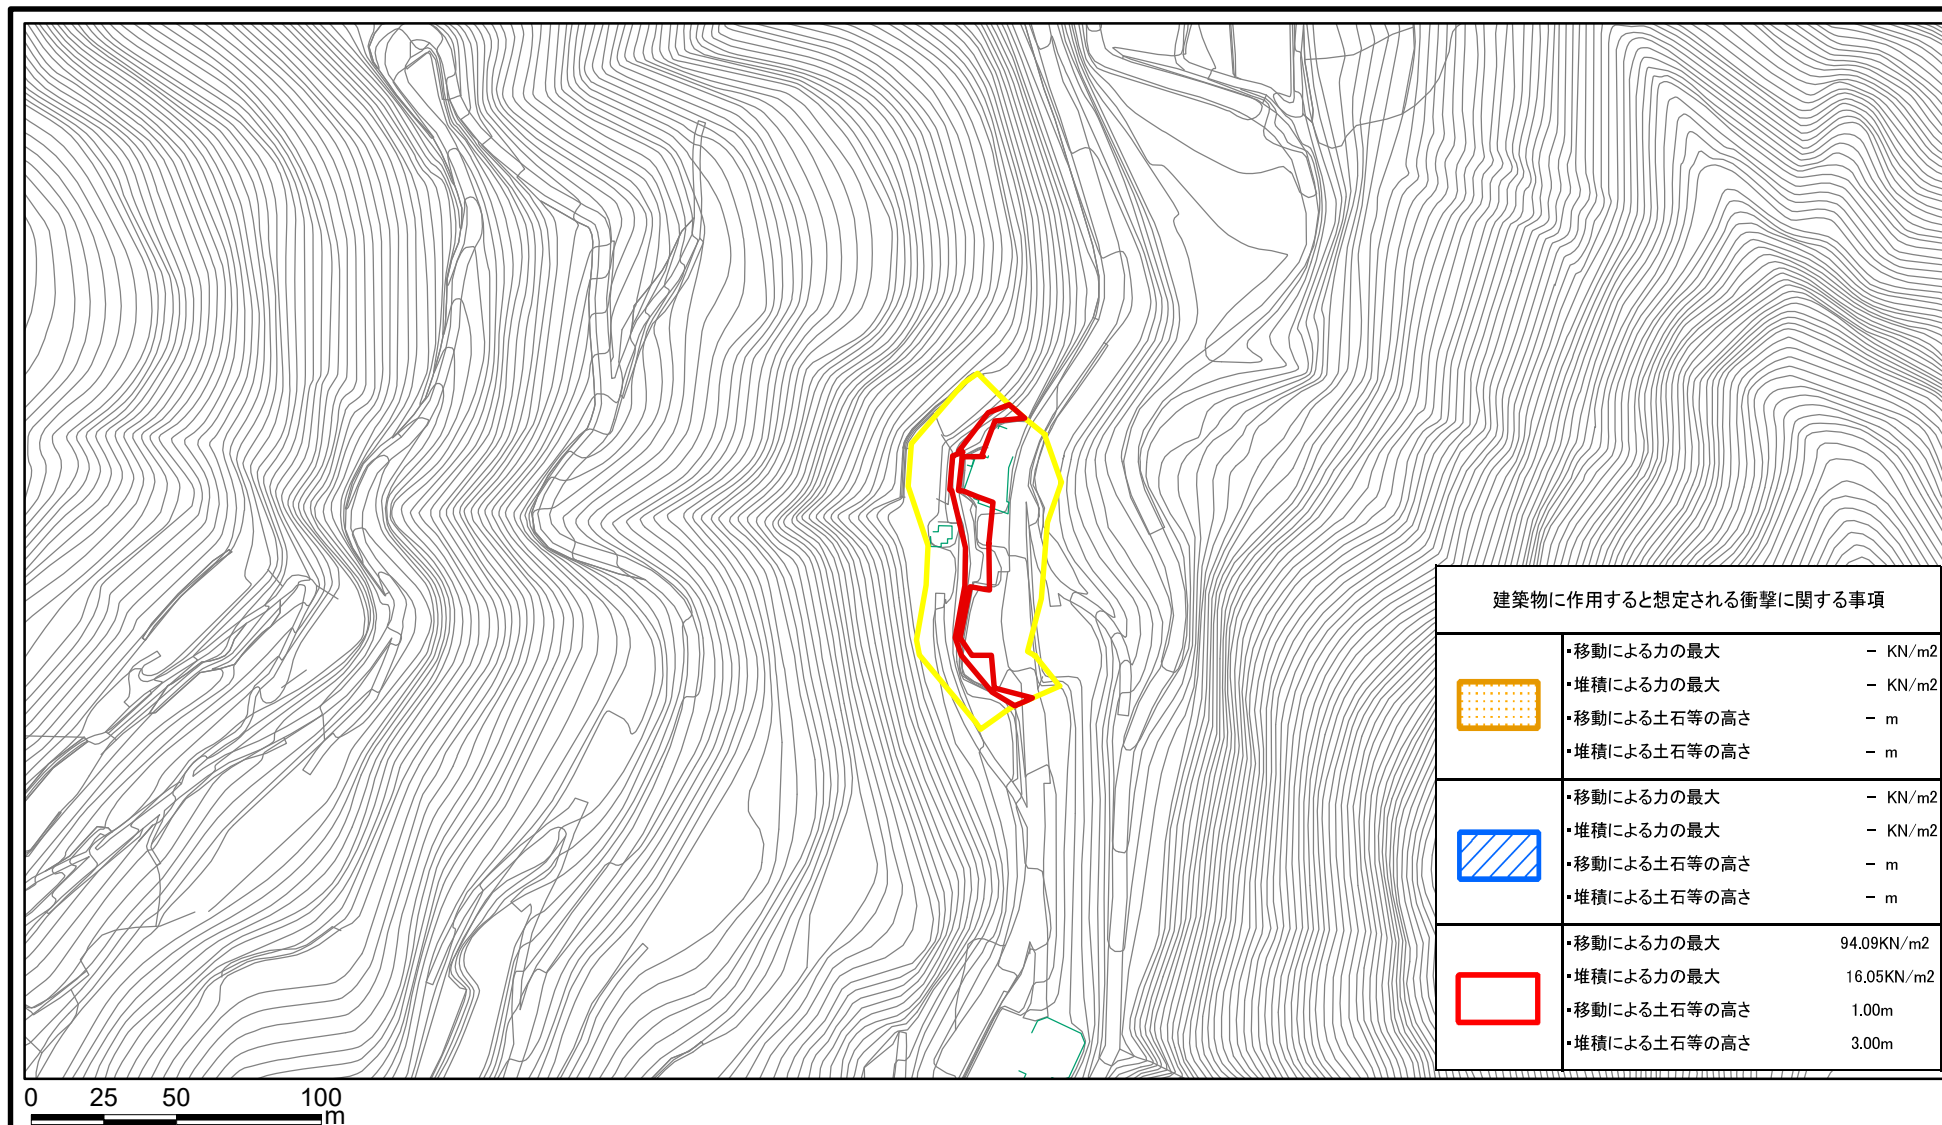 建築物に作用すると想定される衝撃に関する事項
・移動による力の最大 － KN/m2
・堆積による力の最大 － KN/m2
・移動による土石等の高さ － m
・堆積による土石等の高さ － m
・移動による力の最大 － KN/m2
・堆積による力の最大 － KN/m2
・移動による土石等の高さ － m
・堆積による土石等の高さ － m
・移動による力の最大 94.09KN/m2
・堆積による力の最大 16.05KN/m2
・移動による土石等の高さ 1.00m
・堆積による土石等の高さ 3.00m
0 25 50 100
m